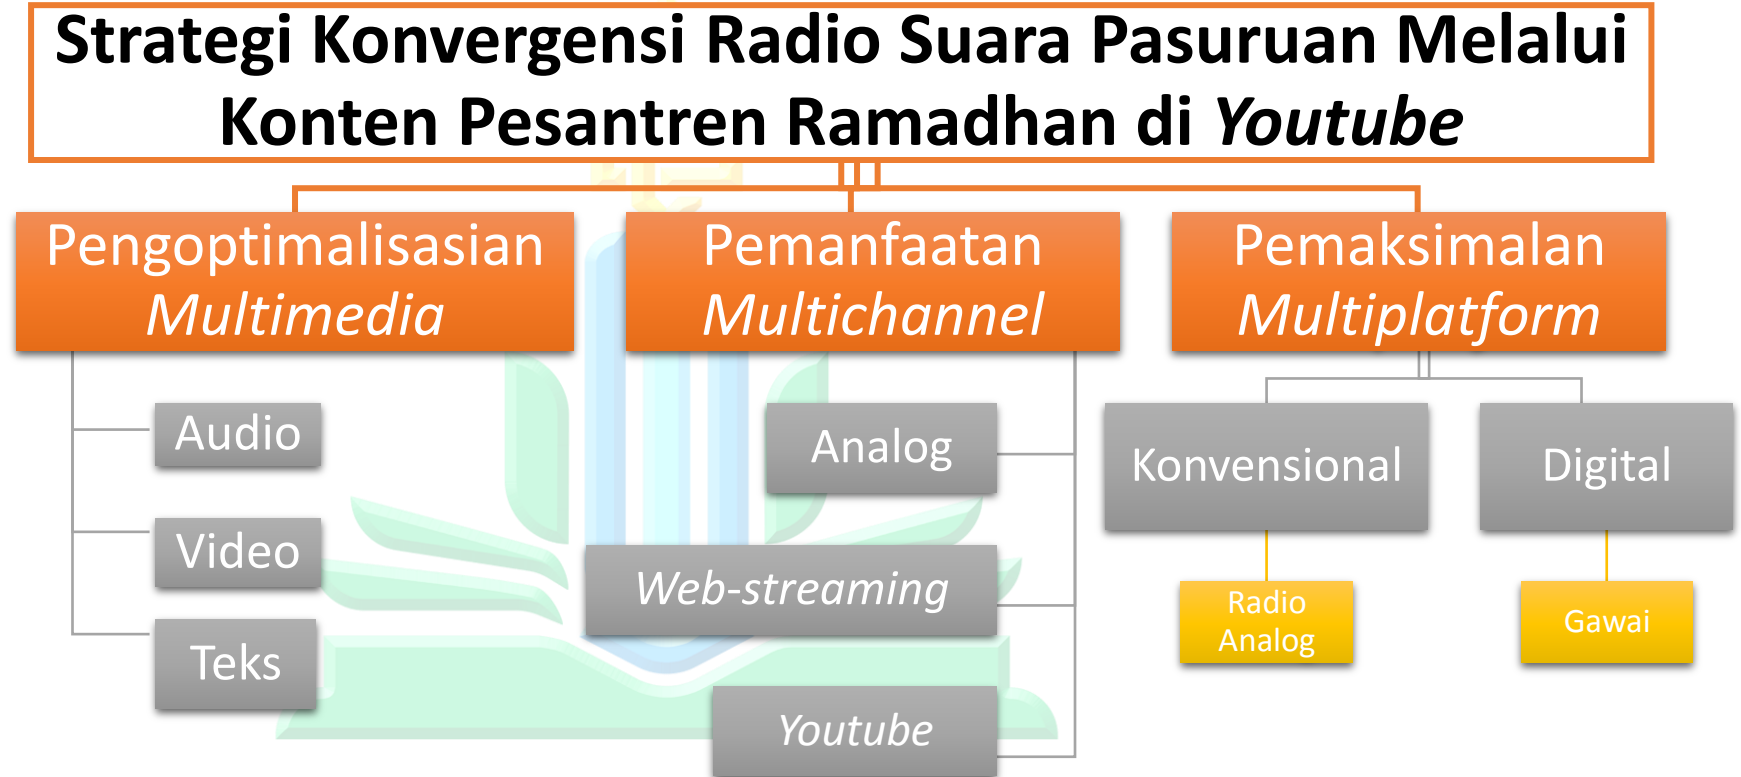 Strategi Konvergensi Radio Suara Pasuruan Melalui
Konten Pesantren Ramadhan di Youtube
Pengoptimalisasian
Multimedia
Audio
Video
Teks
Pemanfaatan
Multichannel
Analog
Web-streaming
Youtube
Pemaksimalan
Multiplatform
Konvensional
Radio
Analog
Digital
Gawai